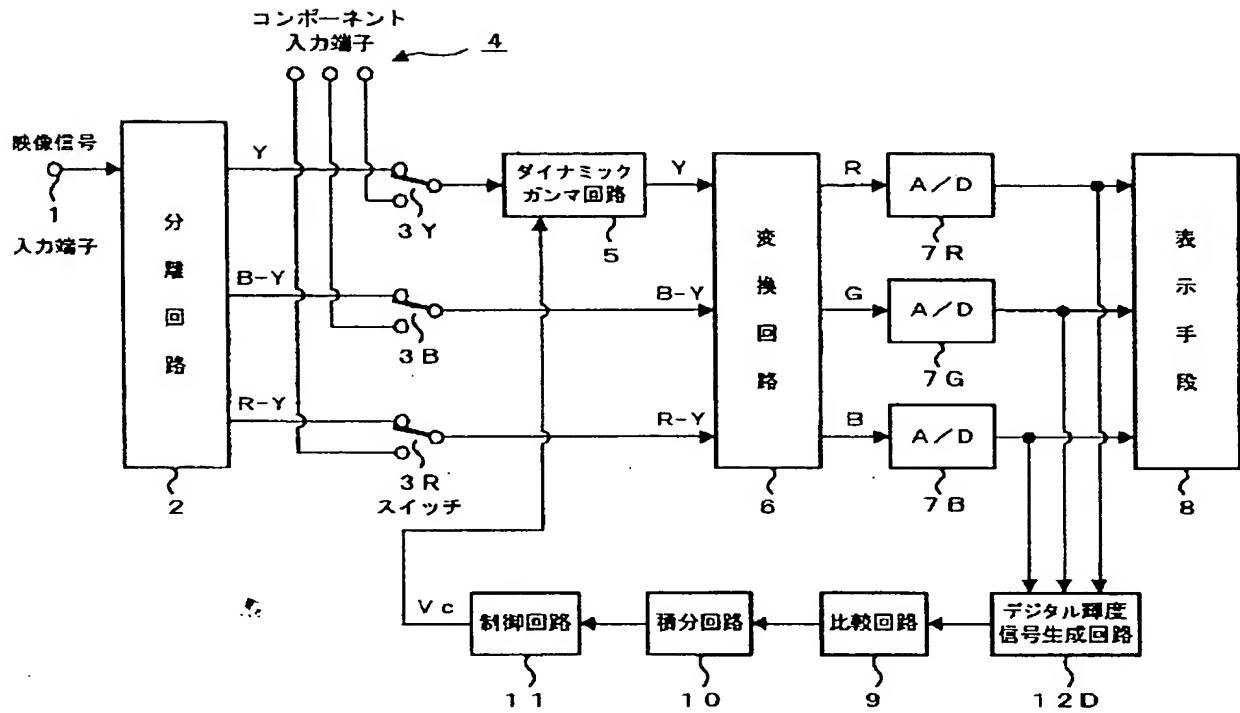 コンポーネント
入力端子
4
映像信号
1
入力端子
分離回路
2
Y
B-Y
R-Y
3Y
3B
3R
スイッチ
ダイナミック
ガンマ回路
5
Y
B-Y
R-Y
変換回路
6
R
G
B
A/D
7R
A/D
7G
A/D
7B
表示手段
8
Vc
制御回路
11
積分回路
10
比較回路
9
デジタル輝度
信号生成回路
12D